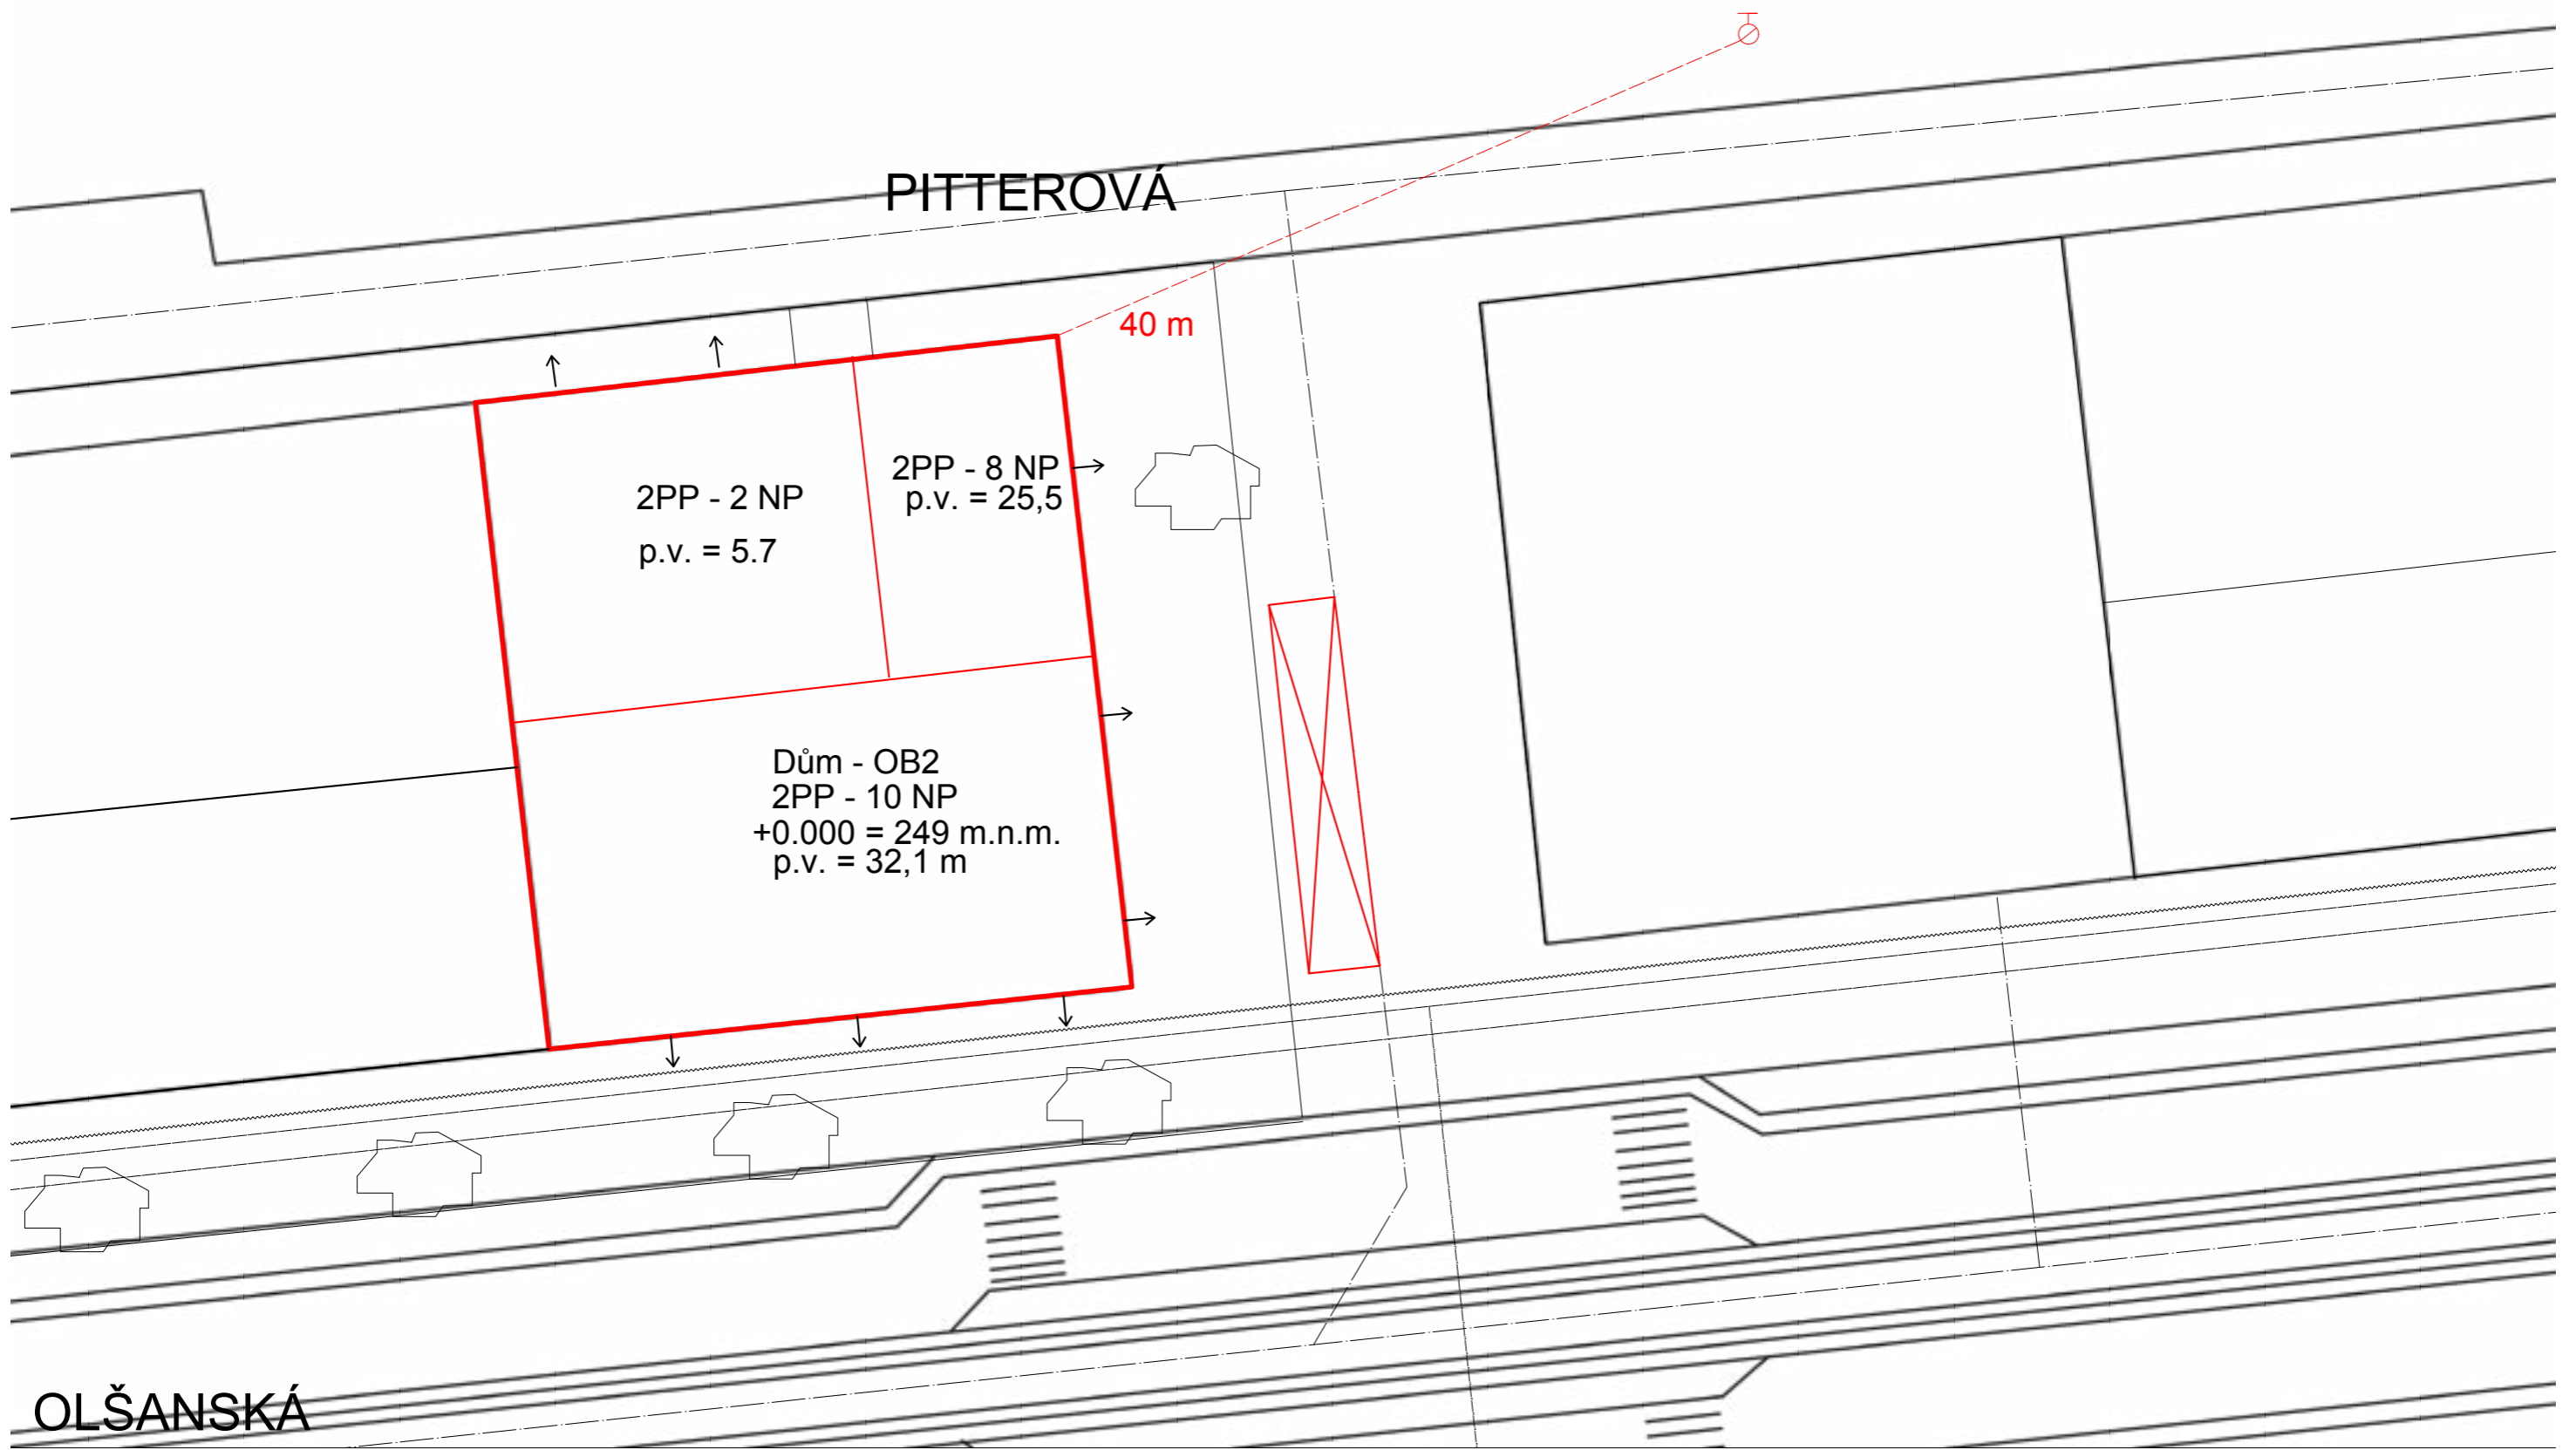 PITTEROVÁ
40 m
2PP - 8 NP
p.v. = 25,5
2PP - 2 NP
p.v. = 5.7
Dům - OB2
2PP - 10 NP
+0.000 = 249 m.n.m.
p.v. = 32,1 m
OLŠANSKÁ